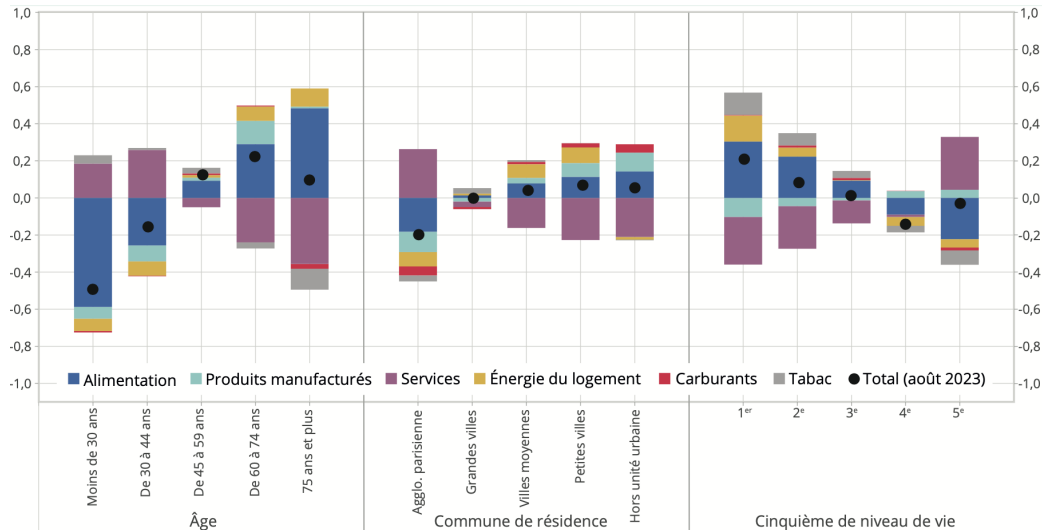 1,0 1,0
0,8 0,8
0,6 0,6
0,4 0,4
0,2 0,2
0,0 0,0
-0,2 -0,2
-0,4 -0,4
-0,6 -0,6
-0,8 -0,8
Alimentation Produits manufacturés Services Énergie du logement Carburants Tabac Total (août 2023)
-1,0 -1,0
Moins de 30 ans
De 30 à 44 ans
De 45 à 59 ans
De 60 à 74 ans
75 ans et plus
Agglo. parisienne
Grandes villes
Villes moyennes
Petites villes
Hors unité urbaine
1er 2e 3e 4e 5e
Âge Commune de résidence Cinquième de niveau de vie